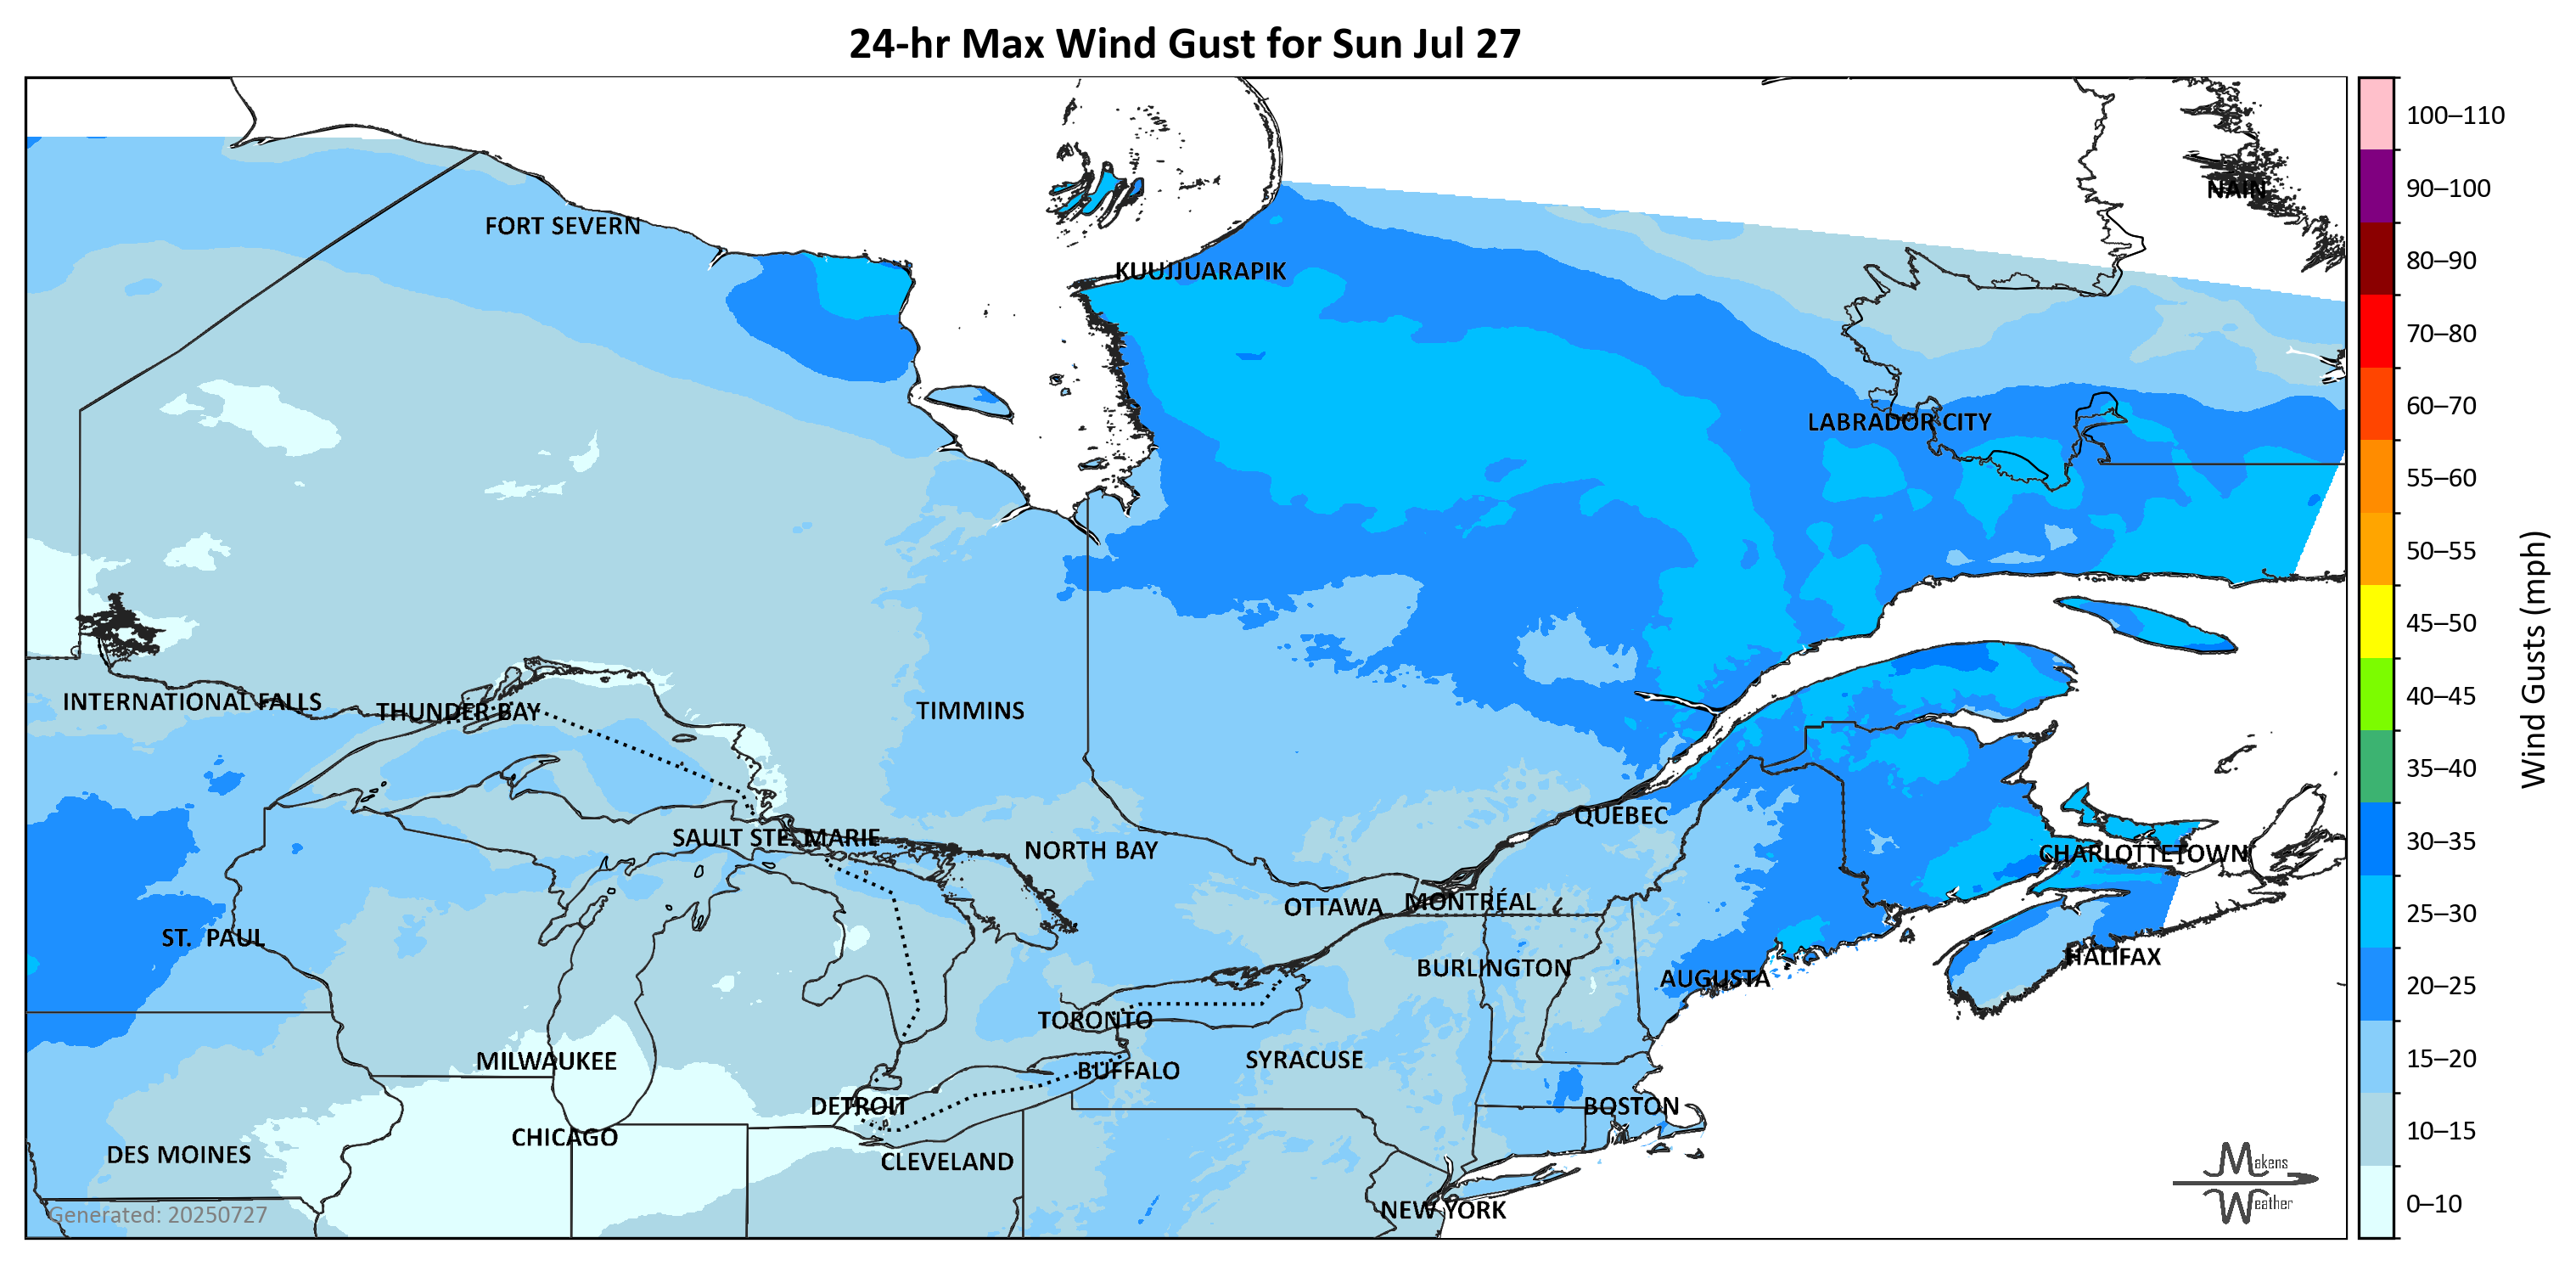 24-hr Max Wind Gust for Sun Jul 27
NAIN
FORT SEVERN
KUUJJUARAPIK
LABRADOR CITY
INTERNATIONAL FALLS
THUNDER BAY
TIMMINS
QUÉBEC
SAULT STE. MARIE
NORTH BAY
CHARLOTTETOWN
OTTAWA
MONTRÉAL
ST. PAUL
HALIFAX
BURLINGTON
AUGUSTA
TORONTO
MILWAUKEE
SYRACUSE
BUFFALO
DETROIT
BOSTON
CHICAGO
DES MOINES
CLEVELAND
NEW YORK
Generated: 20250727
Makens
Weather
100–110
90–100
80–90
70–80
60–70
55–60
50–55
45–50
40–45
35–40
30–35
25–30
20–25
15–20
10–15
0–10
Wind Gusts (mph)